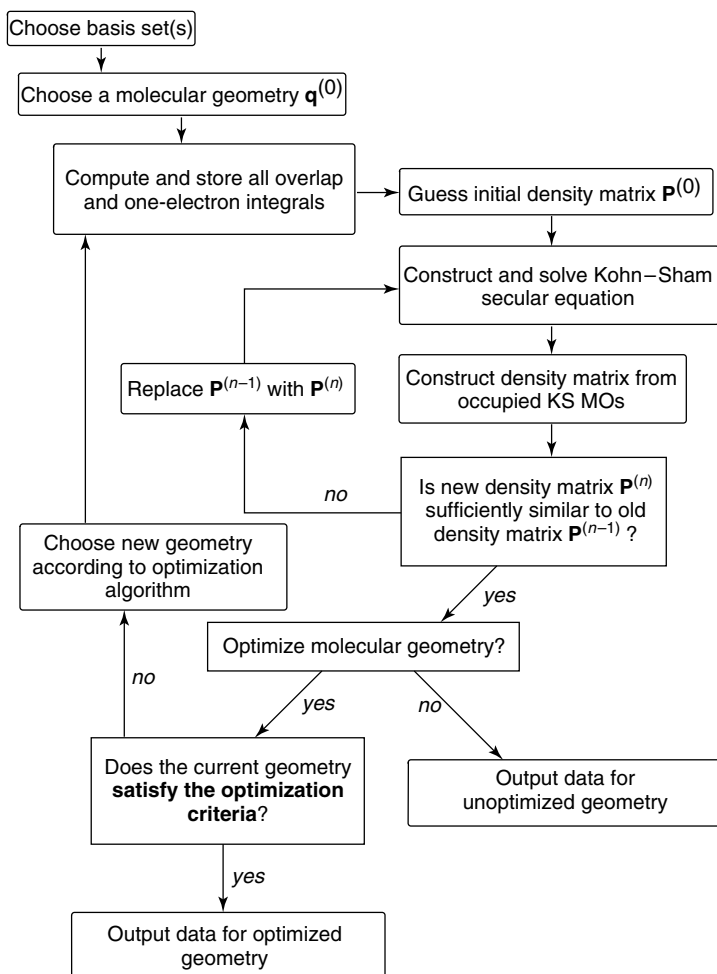 Choose basis set(s)
Choose a molecular geometry q(0)
Compute and store all overlap
and one-electron integrals
Guess initial density matrix P(0)
Construct and solve Kohn–Sham
secular equation
Replace P(n–1) with P(n)
Construct density matrix from
occupied KS MOs
no
Is new density matrix P(n)
sufficiently similar to old
density matrix P(n–1) ?
Choose new geometry
according to optimization
algorithm
yes
Optimize molecular geometry?
no
yes
no
Does the current geometry
satisfy the optimization
criteria?
Output data for
unoptimized geometry
yes
Output data for optimized
geometry